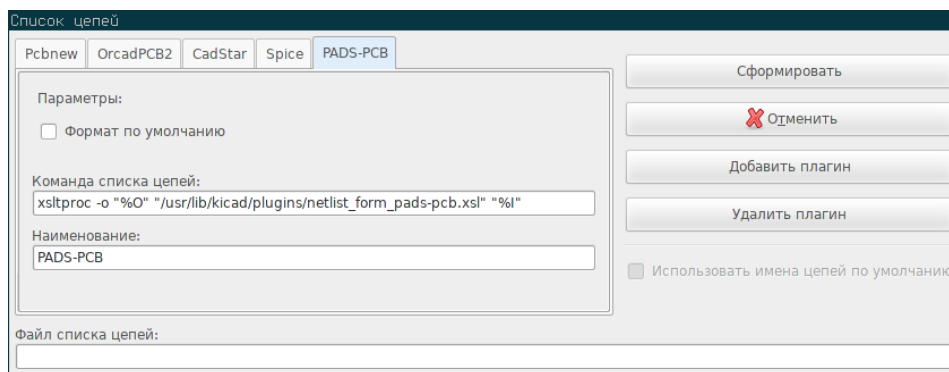 Список цепей
Pcbnew OrcadPCB2 CadStar Spice PADS-PCB
Параметры:
Формат по умолчанию
Команда списка цепей:
xsltproc -o "%O" "/usr/lib/kicad/plugins/netlist_form_pads-pcb.xsl" "%I"
Наименование:
PADS-PCB
Сформировать
Отменить
Добавить плагин
Удалить плагин
Использовать имена цепей по умолчанию
Файл списка цепей: